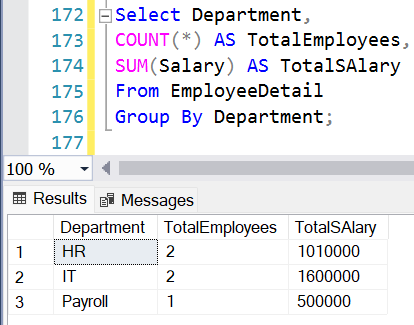 172 Select Department,
173 COUNT(*) AS TotalEmployees,
174 SUM(Salary) AS TotalSAlary
175 From EmployeeDetail
176 Group By Department;
177
100 %
Results Messages
Department TotalEmployees TotalSAlary
1 HR 2 1010000
2 IT 2 1600000
3 Payroll 1 500000